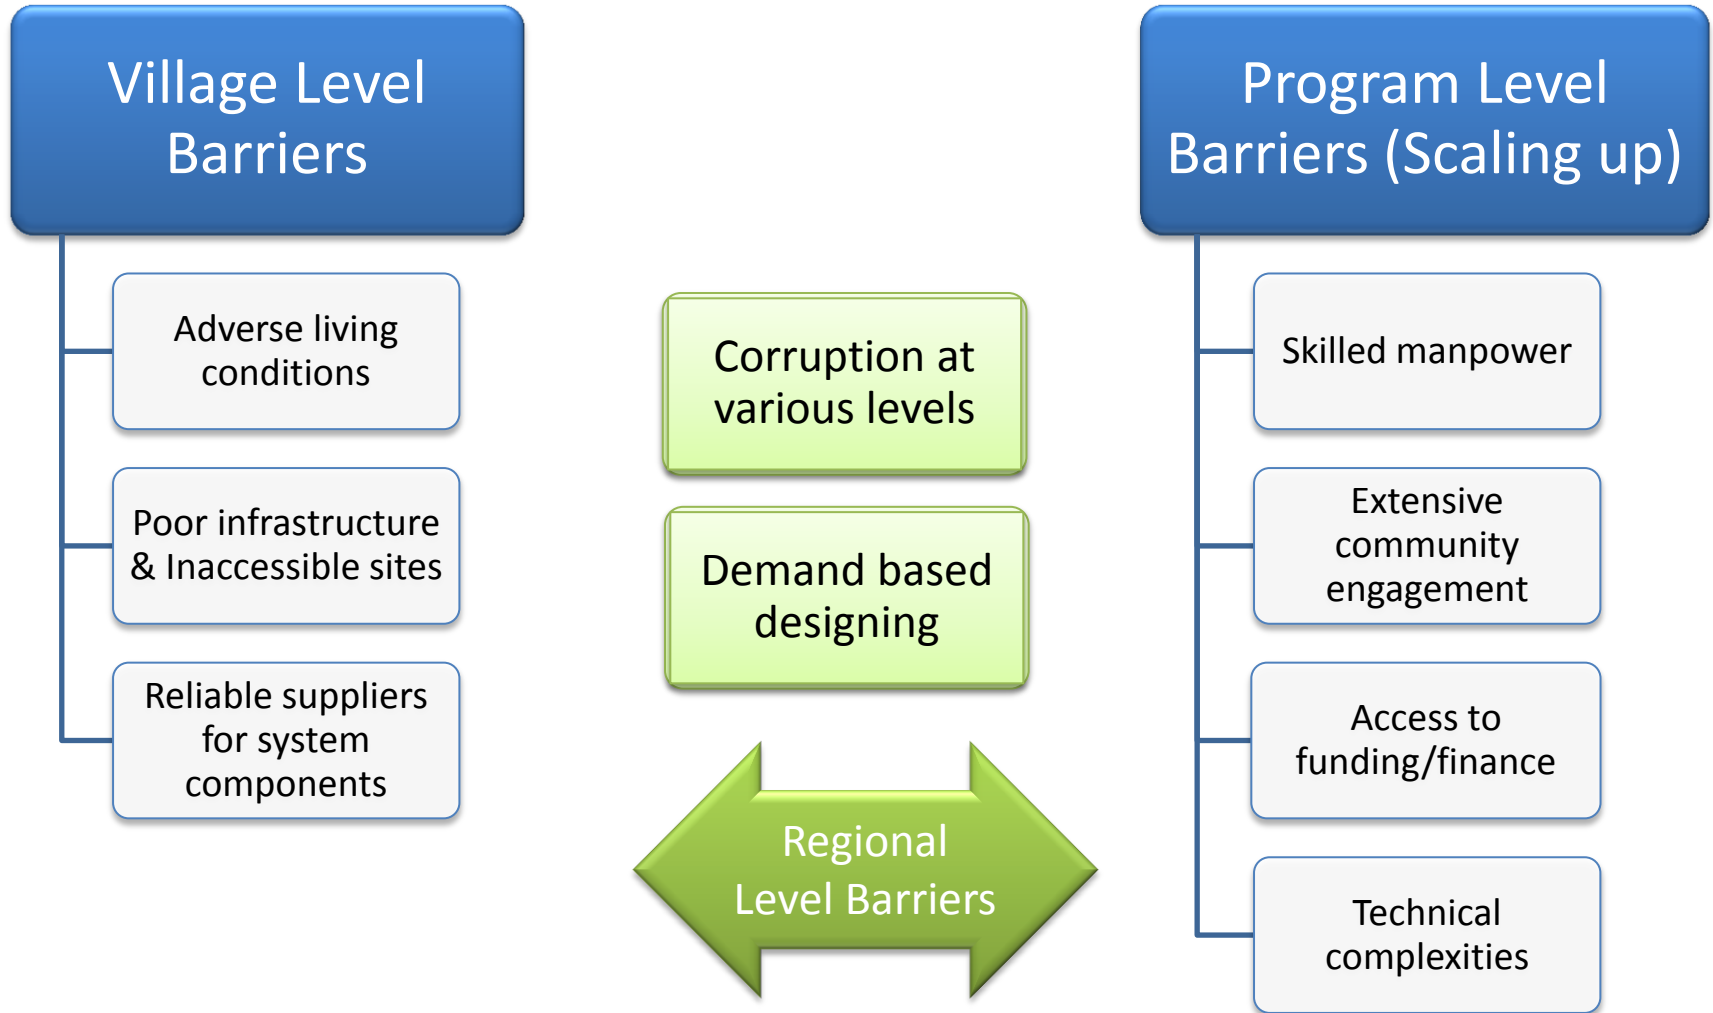 Village Level
Barriers
Adverse living
conditions
Poor infrastructure
& Inaccessible sites
Reliable suppliers
for system
components
Corruption at
various levels
Demand based
designing
Regional
Level Barriers
Program Level
Barriers (Scaling up)
Skilled manpower
Extensive
community
engagement
Access to
funding/finance
Technical
complexities